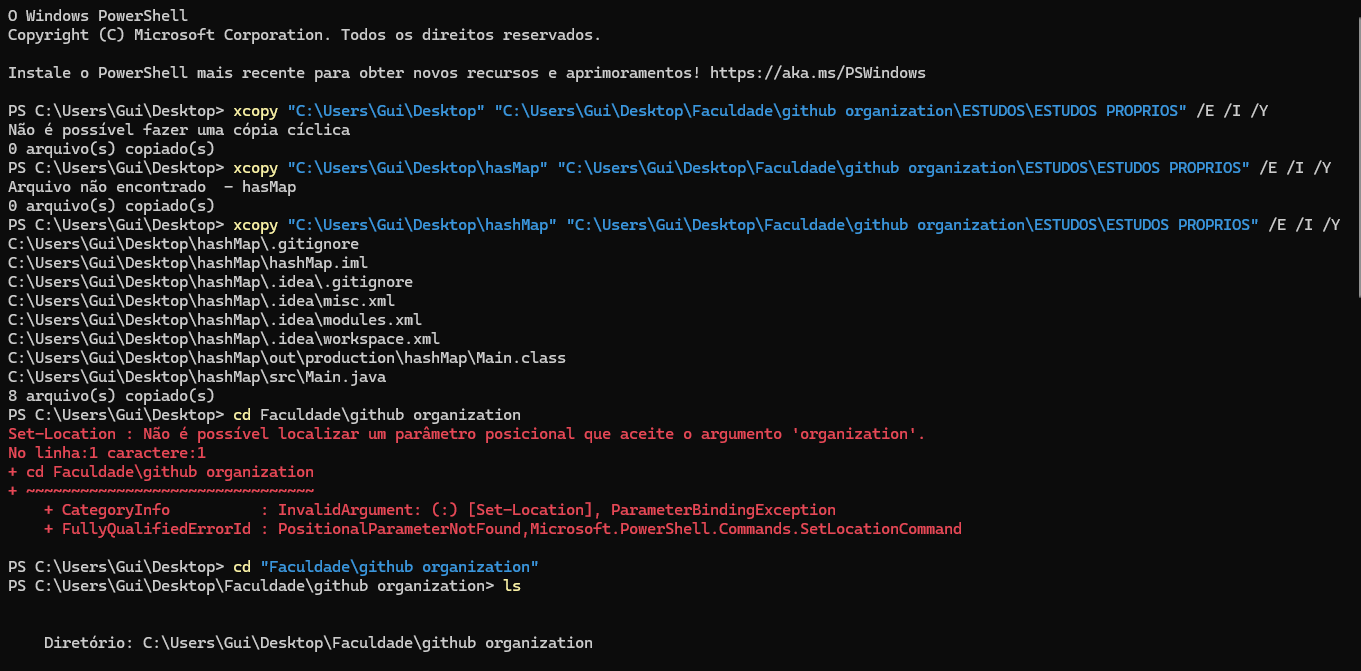 O Windows PowerShell
Copyright (C) Microsoft Corporation. Todos os direitos reservados.
Instale o PowerShell mais recente para obter novos recursos e aprimoramentos! https://aka.ms/PSWindows
PS C:\Users\Gui\Desktop> xcopy "C:\Users\Gui\Desktop" "C:\Users\Gui\Desktop\Faculdade\github organization\ESTUDOS\ESTUDOS PROPRIOS" /E /I /Y
Não é possível fazer uma cópia cíclica
0 arquivo(s) copiado(s)
PS C:\Users\Gui\Desktop> xcopy "C:\Users\Gui\Desktop\hasMap" "C:\Users\Gui\Desktop\Faculdade\github organization\ESTUDOS\ESTUDOS PROPRIOS" /E /I /Y
Arquivo não encontrado  - hasMap
0 arquivo(s) copiado(s)
PS C:\Users\Gui\Desktop> xcopy "C:\Users\Gui\Desktop\hashMap" "C:\Users\Gui\Desktop\Faculdade\github organization\ESTUDOS\ESTUDOS PROPRIOS" /E /I /Y
C:\Users\Gui\Desktop\hashMap\.gitignore
C:\Users\Gui\Desktop\hashMap\hashMap.iml
C:\Users\Gui\Desktop\hashMap\.idea\.gitignore
C:\Users\Gui\Desktop\hashMap\.idea\misc.xml
C:\Users\Gui\Desktop\hashMap\.idea\modules.xml
C:\Users\Gui\Desktop\hashMap\.idea\workspace.xml
C:\Users\Gui\Desktop\hashMap\out\production\hashMap\Main.class
C:\Users\Gui\Desktop\hashMap\src\Main.java
8 arquivo(s) copiado(s)
PS C:\Users\Gui\Desktop> cd Faculdade\github organization
Set-Location : Não é possível localizar um parâmetro posicional que aceite o argumento 'organization'.
No linha:1 caractere:1
+ cd Faculdade\github organization
+ ~~~~~~~~~~~~~~~~~~~~~~~~~~~~~~~~
    + CategoryInfo          : InvalidArgument: (:) [Set-Location], ParameterBindingException
    + FullyQualifiedErrorId : PositionalParameterNotFound,Microsoft.PowerShell.Commands.SetLocationCommand
PS C:\Users\Gui\Desktop> cd "Faculdade\github organization"
PS C:\Users\Gui\Desktop\Faculdade\github organization> ls
    Diretório: C:\Users\Gui\Desktop\Faculdade\github organization